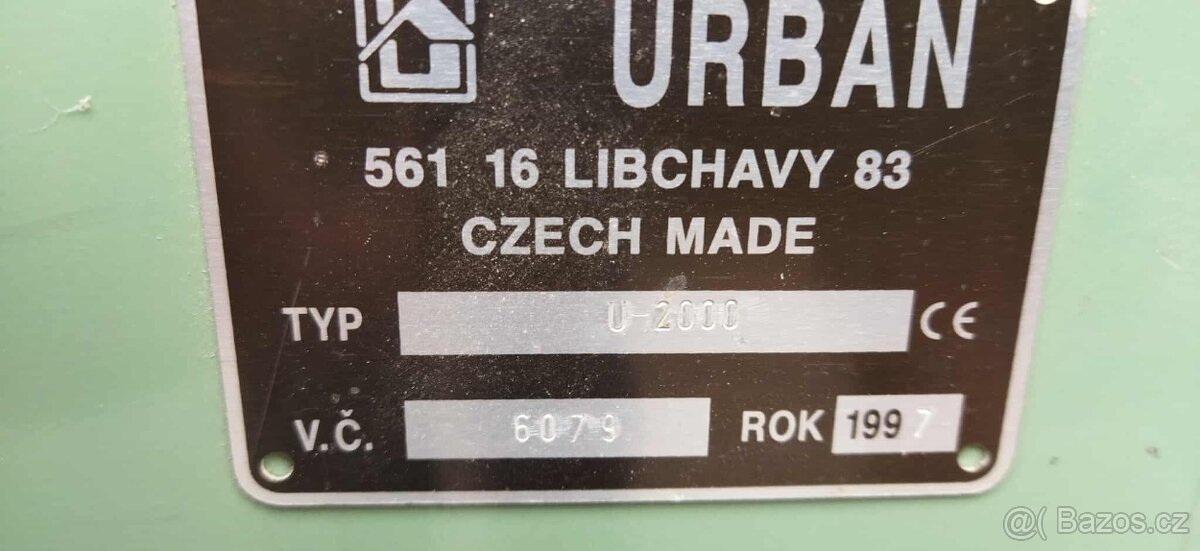 URBAN
561 16 LIBCHAVY 83
CZECH MADE
TYP U-2000 CE
V.Č. 6079 ROK 1997
@( Bazos.cz